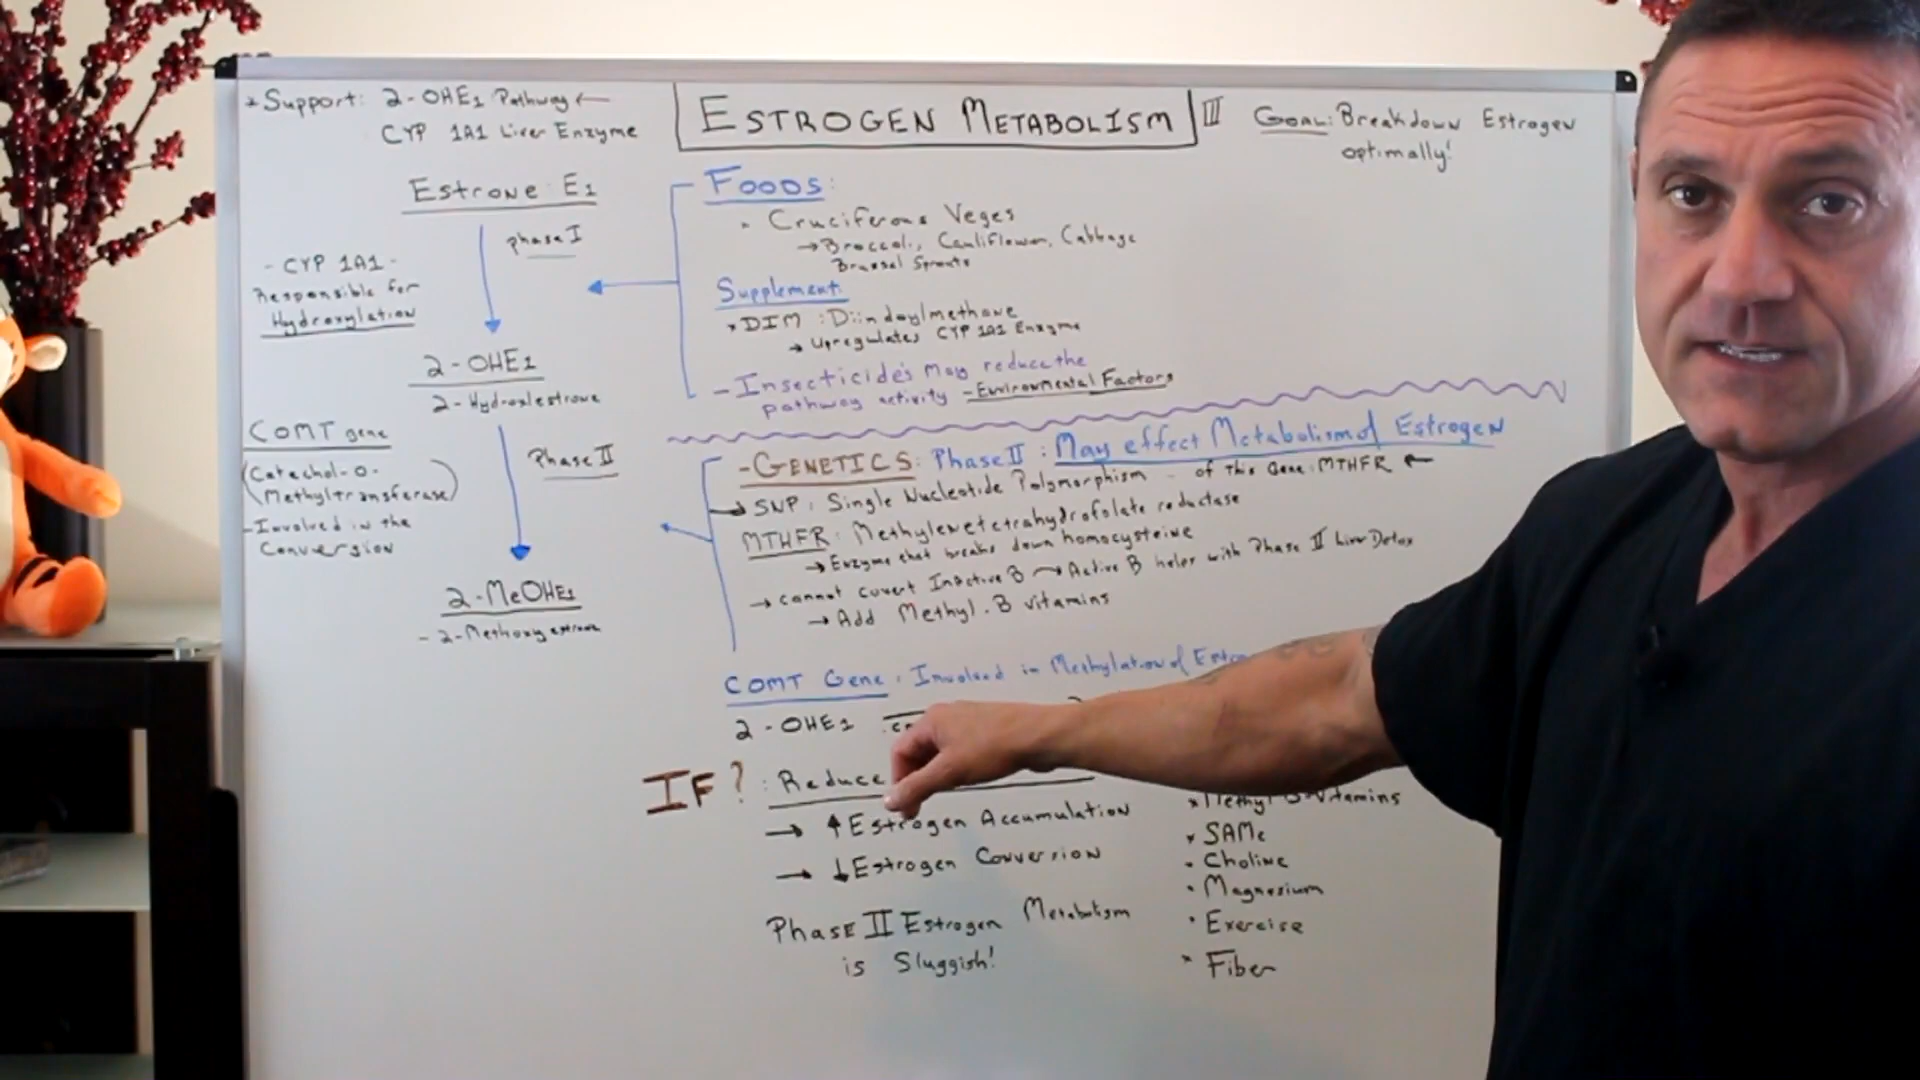 * Support: 2-OHE1 Pathway ←
CYP 1A1 Liver Enzyme
ESTROGEN METABOLISM III
GOAL: Breakdown Estrogen
optimally!
Estrone: E1
phase I
- CYP 1A1 -
Responsible for
Hydroxylation
2-OHE1
2-Hydroxlestrone
COMT gene
(Catechol-O-
Methyltransferase)
- Involved in the
Conversion
Phase II
2-MeOHE1
- 2-Methoxyestrone
FOODS:
* Cruciferous Veges
→ Broccoli, Cauliflower, Cabbage
Brussel Sprouts
Supplement:
* DIM : Diindoylmethane
→ Upregulates CYP 1A1 Enzyme
- Insecticide's may reduce the
pathway activity - Environmental Factors
- GENETICS: Phase II : May effect Metabolism of Estrogen
→ SNP: Single Nucleotide Polymorphism - of this Gene: MTHFR ←
MTHFR: Methylenetetrahydrofolate reductase
→ Enzyme that breaks down homocysteine
→ cannot covert Inactive B → Active B helps with Phase II Liver Detox
→ Add Methyl-B vitamins
COMT Gene: Involved in Methylation of
2-OHE1
IF? : Reduce
→ ↑ Estrogen Accumulation
→ ↓ Estrogen Conversion
Phase II Estrogen Metabolism
is Sluggish!
* Methyl B-Vitamins
* SAMe
- Choline
• Magnesium
• Exercise
* Fiber